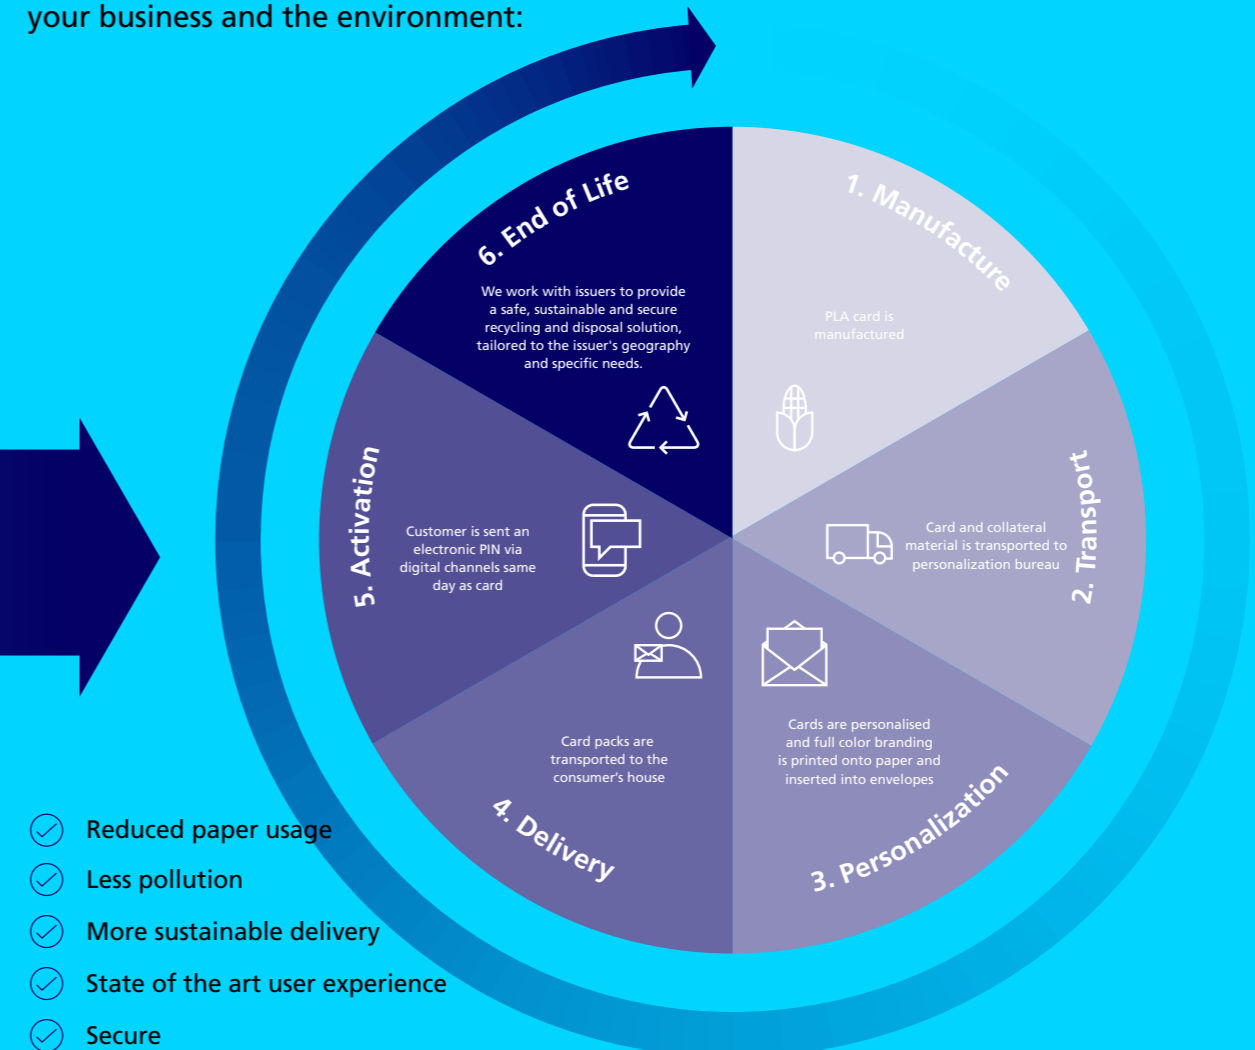 your business and the environment:
1. Manufacture
PLA card is
manufactured
2. Transport
Card and collateral
material is transported to
personalization bureau
3. Personalization
Cards are personalised
and full color branding
is printed onto paper and
inserted into envelopes
4. Delivery
Card packs are
transported to the
consumer's house
5. Activation
Customer is sent an
electronic PIN via
digital channels same
day as card
6. End of Life
We work with issuers to provide
a safe, sustainable and secure
recycling and disposal solution,
tailored to the issuer's geography
and specific needs.
Reduced paper usage
Less pollution
More sustainable delivery
State of the art user experience
Secure